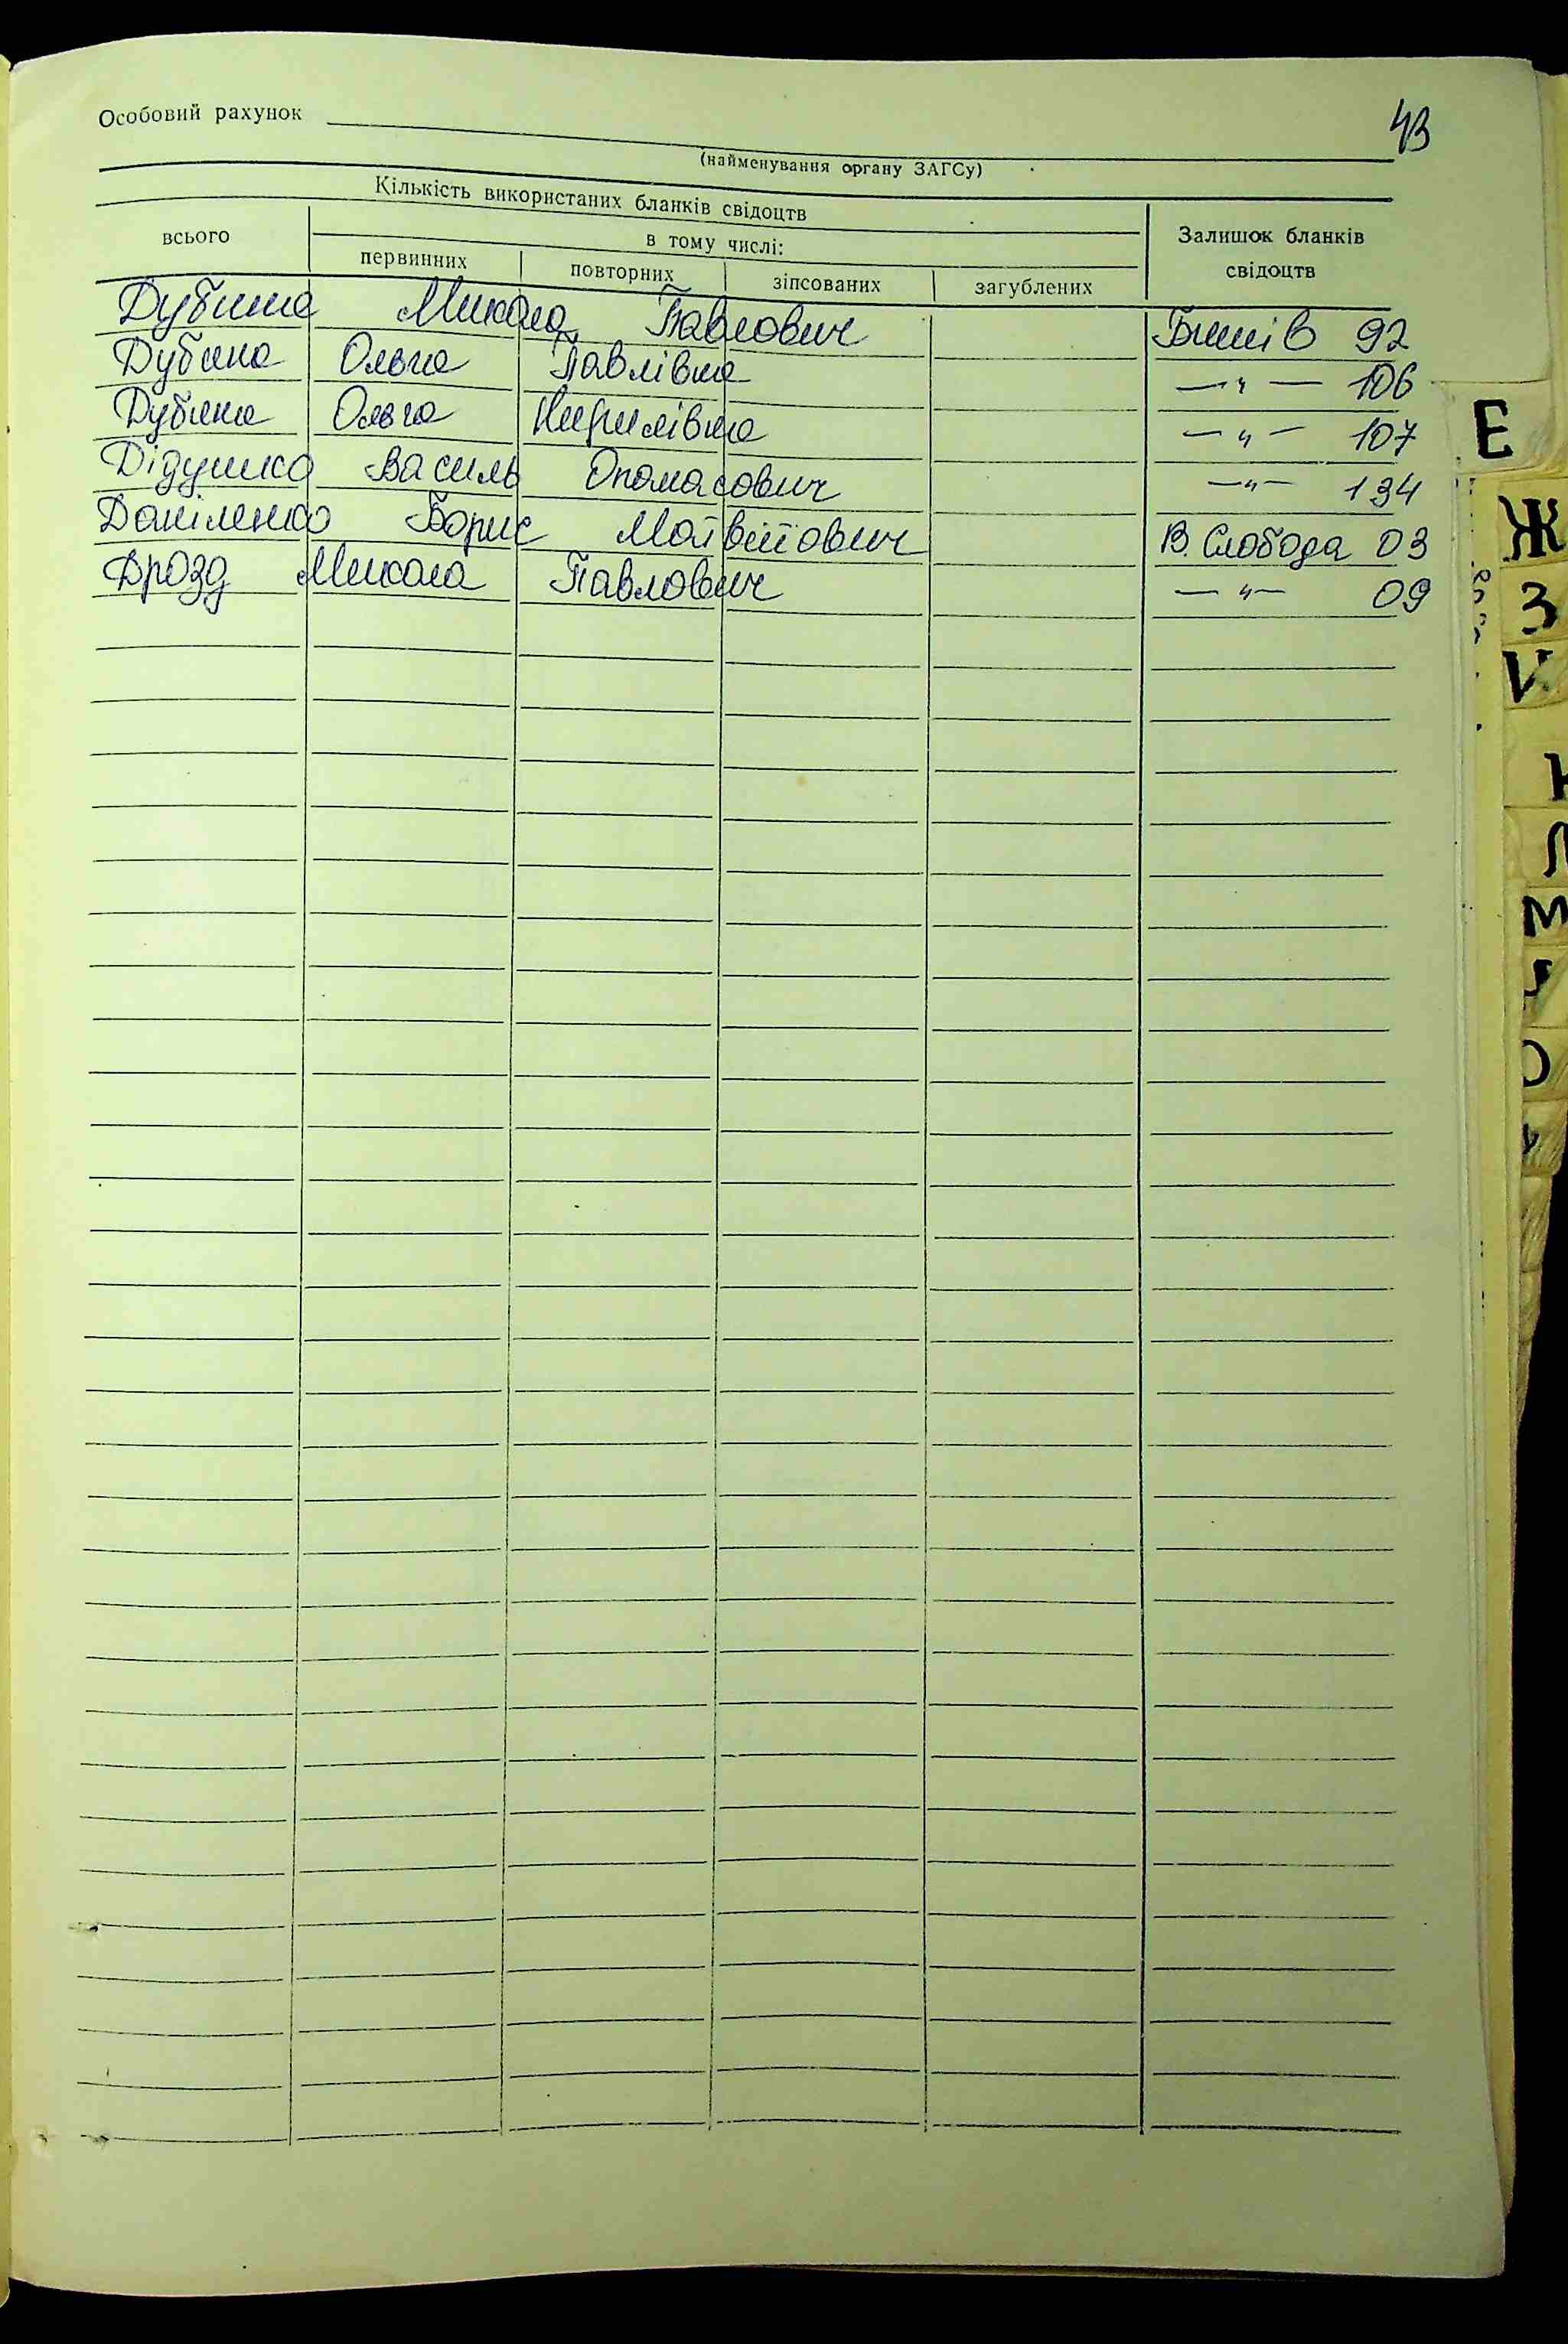 43
Особовий рахунок
(найменування органу ЗАГСу)
Кількість використаних бланків свідоцтв
всього
в тому числі:
Залишок бланків свідоцтв
первинних повторних зіпсованих загублених
Дубина Микола Павлович 92
Дубина Ольга Павлівна —"— 106
Дубина Ольга Кирилівна —"— 107
Дідушко Василь Опанасович —"— 134
Даніленко Борис Матвійович В. Слобода 03
Дрозд Микола Павлович —"— 09
Е
Ж
З
И
Л
М